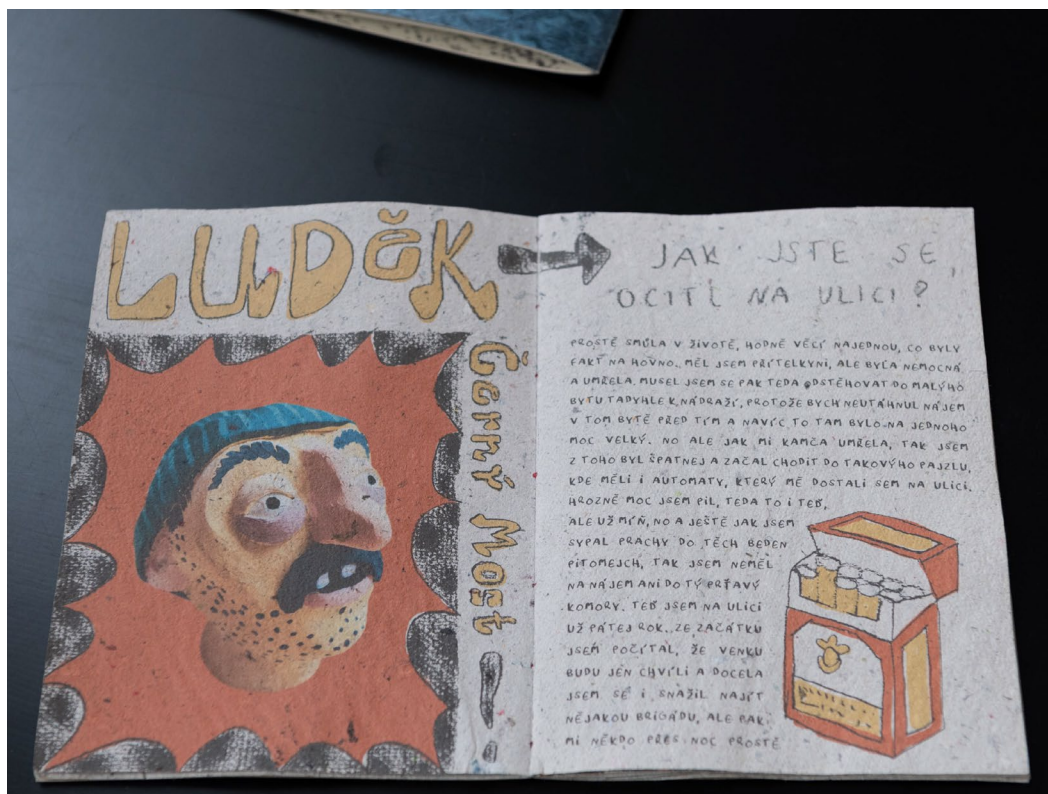 LUDĚK
Černý Most
JAK JSTE SE
OCITL NA ULICI?
PROSTĚ SMŮLA V ŽIVOTĚ, HODNĚ VĚCÍ NAJEDNOU, CO BYLY
FAKT NA HOVNO. MĚL JSEM PŘÍTELKYNI, ALE BYLA NEMOCNÁ
A UMŘELA. MUSEL JSEM SE PAK TEDA ODSTĚHOVAT DO MALÝHO
BYTU TADYHLE K NÁDRAŽÍ, PROTOŽE BYCH NEUTÁHNUL NÁJEM
V TOM BYTĚ PŘED TÍM A NAVÍC TO TAM BYLO NA JEDNOHO
MOC VELKÝ. NO ALE JAK MI KAMČA UMŘELA, TAK JSEM
Z TOHO BYL ŠPATNEJ A ZAČAL CHODIT DO TAKOVÝHO PAJZLU,
KDE MĚLI I AUTOMATY, KTERÝ MĚ DOSTALI SEM NA ULICI.
HROZNĚ MOC JSEM PIL, TEDA TO I TEĎ,
ALE UŽ MÍŇ, NO A JEŠTĚ JAK JSEM
SYPAL PRACHY DO TĚCH BEDEN
PITOMEJCH, TAK JSEM NEMĚL
NA NÁJEM ANI DO TÝ PRŤAVÝ
KOMORY. TEĎ JSEM NA ULICI
UŽ PÁTEJ ROK. ZE ZAČÁTKU
JSEM POČÍTAL, ŽE VENKU
BUDU JEN CHVÍLI A DOCELA
JSEM SE I SNAŽIL NAJÍT
NĚJAKOU BRIGÁDU, ALE PAK
MI NĚKDO PŘES NOC PROSTĚ